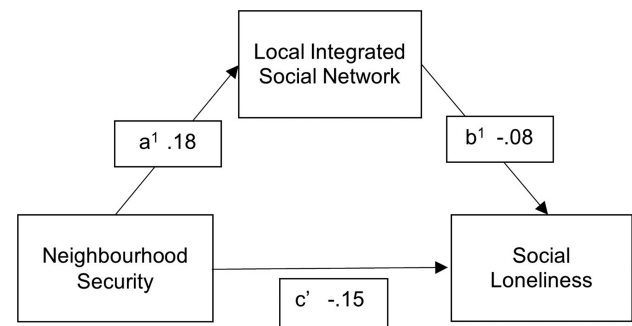 Local Integrated
Social Network
a¹ .18
b¹ -.08
Neighbourhood
Security
Social
Loneliness
c’ -.15